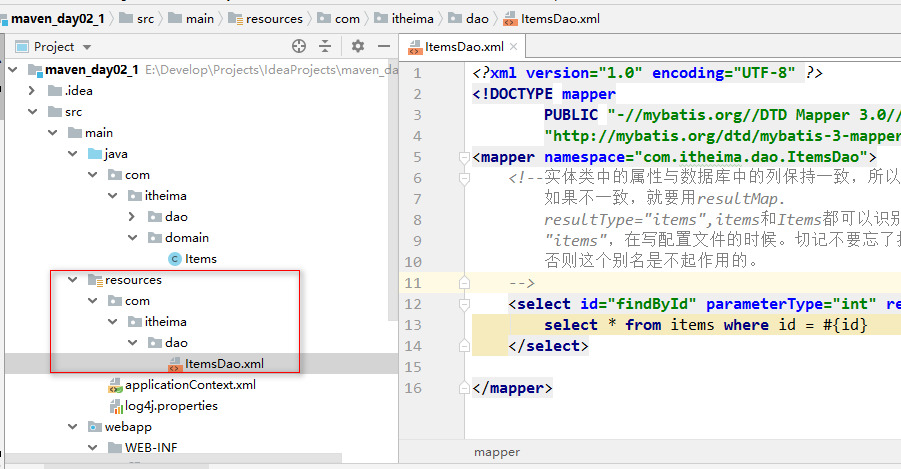 maven_day02_1 src main resources com itheima dao ItemsDao.xml
Project
ItemsDao.xml
maven_day02_1 E:\Develop\Projects\IdeaProjects\maven_da
.idea
src
main
java
com
itheima
dao
domain
Items
resources
com
itheima
dao
ItemsDao.xml
applicationContext.xml
log4j.properties
webapp
WEB-INF
1 <?xml version="1.0" encoding="UTF-8" ?>
2 <!DOCTYPE mapper
3 PUBLIC "-//mybatis.org//DTD Mapper 3.0//
4 "http://mybatis.org/dtd/mybatis-3-mapper
5 <mapper namespace="com.itheima.dao.ItemsDao">
6 <!--实体类中的属性与数据库中的列保持一致，所以
7 如果不一致，就要用resultMap.
8 resultType="items",items和Items都可以识别
9 "items"，在写配置文件的时候。切记不要忘了
10 否则这个别名是不起作用的。
11 -->
12 <select id="findById" parameterType="int" re
13 select * from items where id = #{id}
14 </select>
15
16 </mapper>
mapper